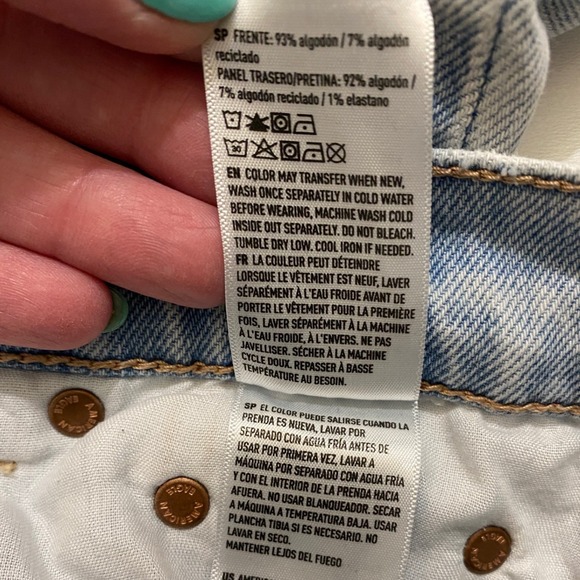 SP FRENTE: 93% algodón / 7% algodón
reciclado
PANEL TRASERO/PRETINA: 92% algodón /
7% algodón reciclado / 1% elastano
30
EN COLOR MAY TRANSFER WHEN NEW,
WASH ONCE SEPARATELY IN COLD WATER
BEFORE WEARING, MACHINE WASH COLD
INSIDE OUT SEPARATELY. DO NOT BLEACH.
TUMBLE DRY LOW. COOL IRON IF NEEDED.
FR LA COULEUR PEUT DÉTEINDRE
LORSQUE LE VÊTEMENT EST NEUF, LAVER
SÉPARÉMENT À L'EAU FROIDE AVANT DE
PORTER LE VÊTEMENT POUR LA PREMIÈRE
FOIS, LAVER SÉPARÉMENT À LA MACHINE
À L'EAU FROIDE, À L'ENVERS. NE PAS
JAVELLISER. SÉCHER À LA MACHINE
CYCLE DOUX. REPASSER À BASSE
TEMPÉRATURE AU BESOIN.
SP EL COLOR PUEDE SALIRSE CUANDO LA
PRENDA ES NUEVA, LAVAR POR
SEPARADO CON AGUA FRÍA ANTES DE
USAR POR PRIMERA VEZ, LAVAR A
MÁQUINA POR SEPARADO CON AGUA FRÍA
Y CON EL INTERIOR DE LA PRENDA HACIA
AFUERA. NO USAR BLANQUEADOR. SECAR
A MÁQUINA A TEMPERATURA BAJA. USAR
PLANCHA TIBIA SI ES NECESARIO. NO
LAVAR EN SECO.
MANTENER LEJOS DEL FUEGO
AMERICAN
EAGLE
AMERICAN
EAGLE